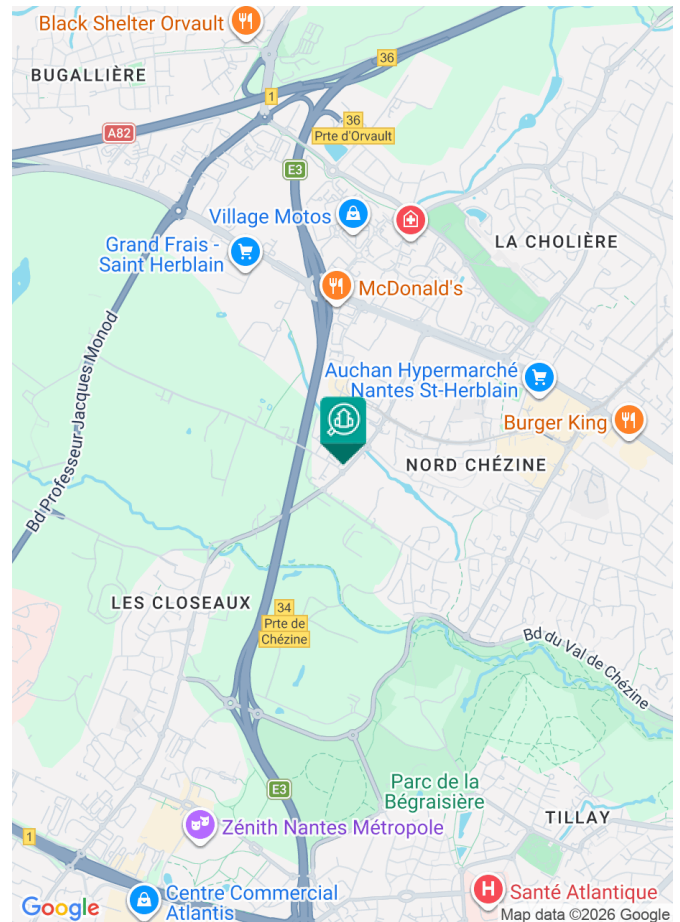 Black Shelter Orvault
BUGALLIÈRE
36
1
A82
36
Prte d'Orvault
E3
Village Motos
LA CHOLIÈRE
Grand Frais -
Saint Herblain
McDonald's
Bd Professeur Jacques Monod
Auchan Hypermarché
Nantes St-Herblain
Burger King
NORD CHÉZINE
LES CLOSEAUX
34
Prte de
Chézine
Bd du Val de Chézine
E3
Parc de la
Bégraisière
TILLAY
Zénith Nantes Métropole
1
Centre Commercial
Atlantis
H
Santé Atlantique
Google
Map data ©2026 Google